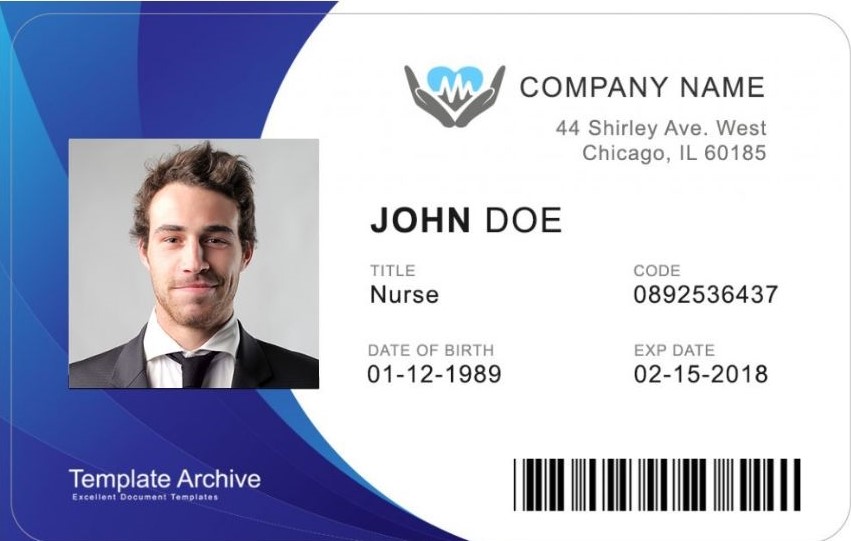 COMPANY NAME
44 Shirley Ave. West
Chicago, IL 60185
JOHN DOE
TITLE
Nurse
CODE
0892536437
DATE OF BIRTH
01-12-1989
EXP DATE
02-15-2018
Template Archive
Excellent Document Templates